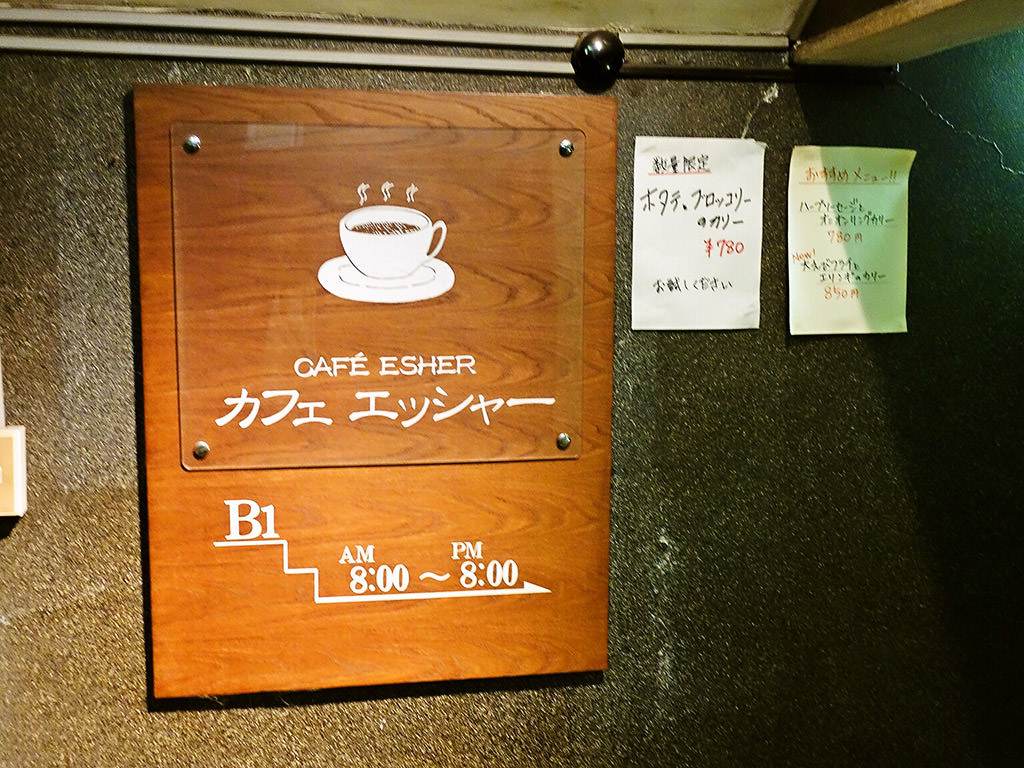 CAFÉ ESHER
カフェ エッシャー
B1
AM PM
8:00 〜 8:00
数量限定
ホタテ、ブロッコリー
のカリー
¥780
お試しください
おすすめメニュー!!
ハーブソーセージと
オニオンリングカリー
780円
Now!
大えびフライと
エリンギのカリー
850円